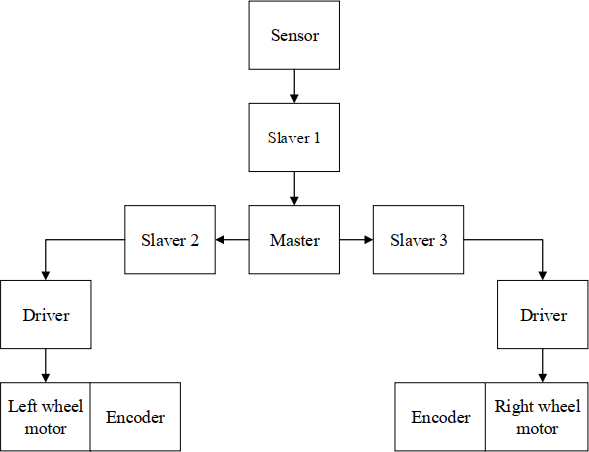 Sensor
Slaver 1
Slaver 2
Master
Slaver 3
Driver
Driver
Left wheel
motor
Encoder
Encoder
Right wheel
motor